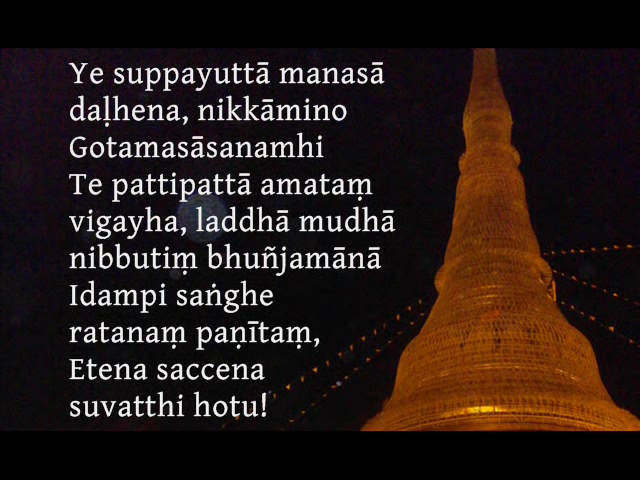 Ye suppayuttā manasā
daḷhena, nikkāmino
Gotamasāsanamhi
Te pattipattā amataṃ
vigayha, laddhā mudhā
nibbutiṃ bhuñjamānā
Idampi saṅghe
ratanaṃ paṇītaṃ,
Etena saccena
suvatthi hotu!